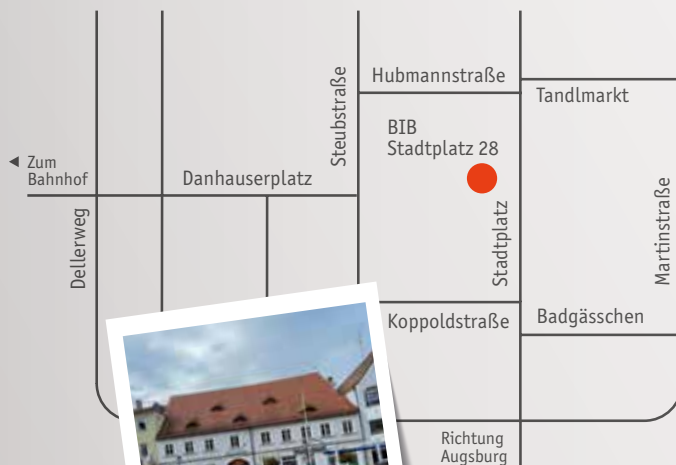 Steubstraße
Hubmannstraße
Tandlmarkt
BIB
Stadtplatz 28
Zum
Bahnhof
Danhauserplatz
Dellerweg
Stadtplatz
Martinstraße
Koppoldstraße
Badgässchen
Richtung
Augsburg